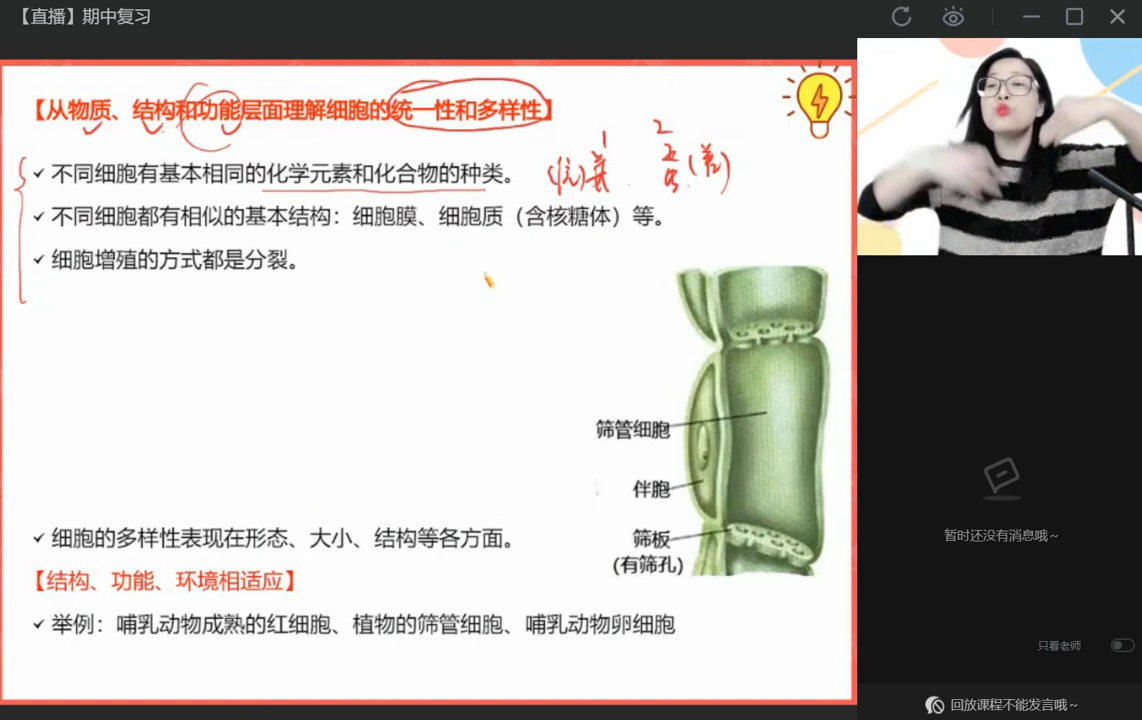 【直播】期中复习
【从物质、结构和功能层面理解细胞的统一性和多样性】
1 2
✓ 不同细胞有基本相同的化学元素和化合物的种类。
✓ 不同细胞都有相似的基本结构：细胞膜、细胞质（含核糖体）等。
✓ 细胞增殖的方式都是分裂。
筛管细胞
伴胞
筛板
(有筛孔)
✓ 细胞的多样性表现在形态、大小、结构等各方面。
【结构、功能、环境相适应】
✓ 举例：哺乳动物成熟的红细胞、植物的筛管细胞、哺乳动物卵细胞
暂时还没有消息哦～
只看老师
回放课程不能发言哦～